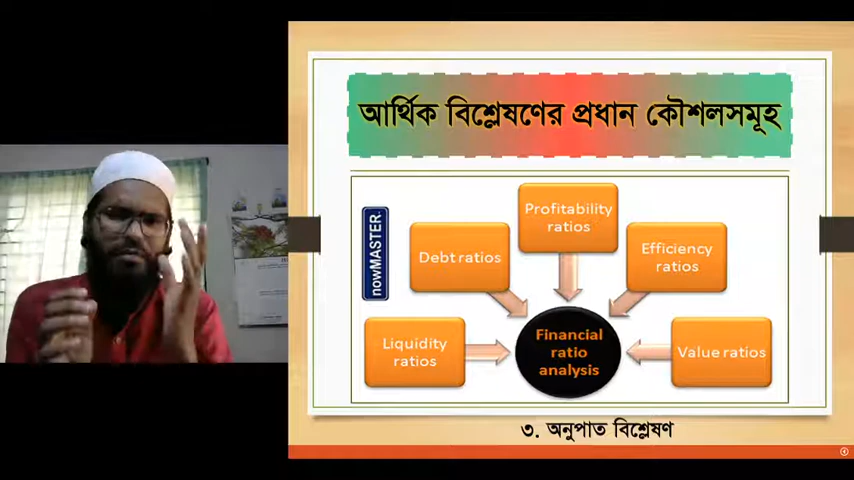 আর্থিক বিশ্লেষণের প্রধান কৌশলসমূহ
nowMASTER
Profitability
ratios
Debt ratios
Efficiency
ratios
Liquidity
ratios
Financial
ratio
analysis
Value ratios
৩. অনুপাত বিশ্লেষণ